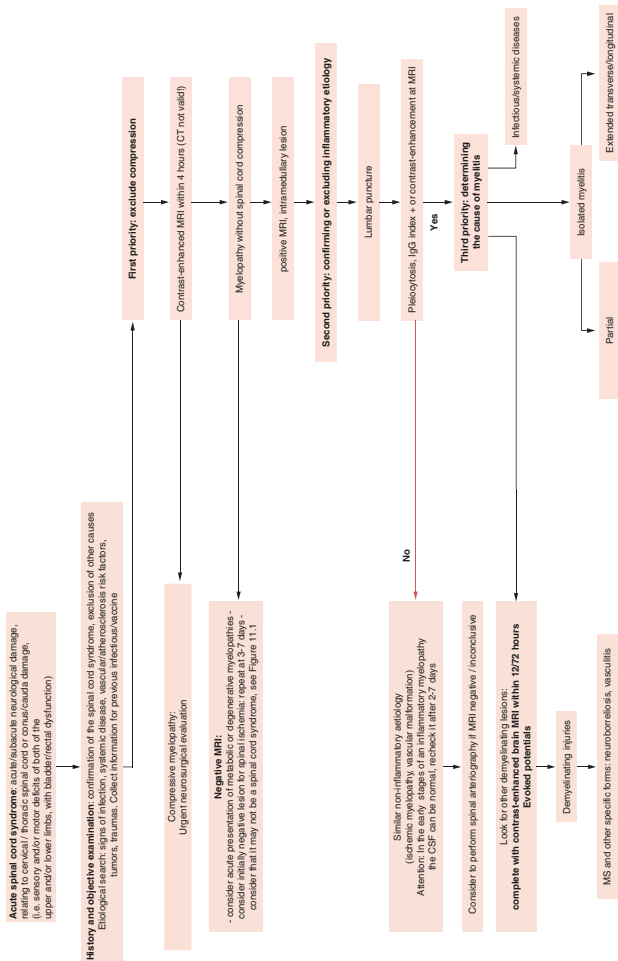 Acute spinal cord syndrome: acute/subacute neurological damage,
relating to cervical / thoracic spinal cord or conus/cauda damage,
(i.e. sensory and/or motor deficits of both of the
upper and/or lower limbs, with bladder/rectal dysfunction)
History and objective examination: confirmation of the spinal cord syndrome, exclusion of other causes
Etiological search: signs of infection, systemic disease, vascular/atherosclerosis risk factors,
tumors, traumas. Collect information for previous infectious/vaccine
First priority: exclude compression
Contrast-enhanced MRI within 4 hours (CT not valid!)
Compressive myelopathy:
Urgent neurosurgical evaluation
Myelopathy without spinal cord compression
Negative MRI:
- consider acute presentation of metabolic or degenerative myelopathies -
consider initially negative lesion for spinal ischemia: repeat at 3-7 days -
consider that it may not be a spinal cord syndrome, see Figure 11.1
positive MRI, intramedullary lesion
Second priority: confirming or excluding inflammatory etiology
Lumbar puncture
Pleiocytosis, IgG index + or contrast-enhancement at MRI
No
Yes
Similar non-inflammatory aetiology
(ischemic myelopathy, vascular malformation)
Attention: In the early stages of an inflammatory myelopathy
the CSF can be normal, recheck it after 2-7 days
Consider to perform spinal arteriography if MRI negative / inconclusive
Third priority: determining
the cause of myelitis
Infectious/systemic diseases
Look for other demyelinating lesions:
complete with contrast-enhanced brain MRI within 12/72 hours
Evoked potentials
Demyelinating injuries
MS and other specific forms: neuroborreliosis, vasculitis
Isolated myelitis
Partial
Extended transverse/longitudinal